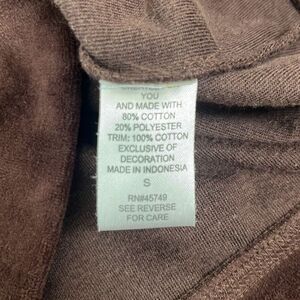 YOU
AND MADE WITH
80% COTTON
20% POLYESTER
TRIM; 100% COTTON
EXCLUSIVE OF
DECORATION
MADE IN INDONESIA
S
RN#45749
SEE REVERSE
FOR CARE